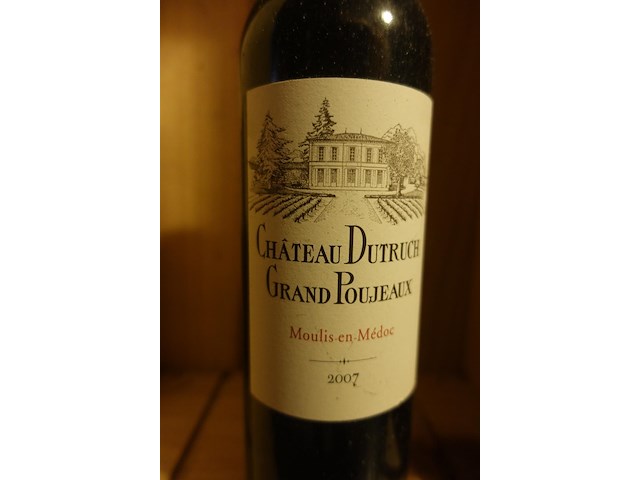 CHÂTEAU DUTRUCH
GRAND POUJEAUX
Moulis-en-Médoc
2007